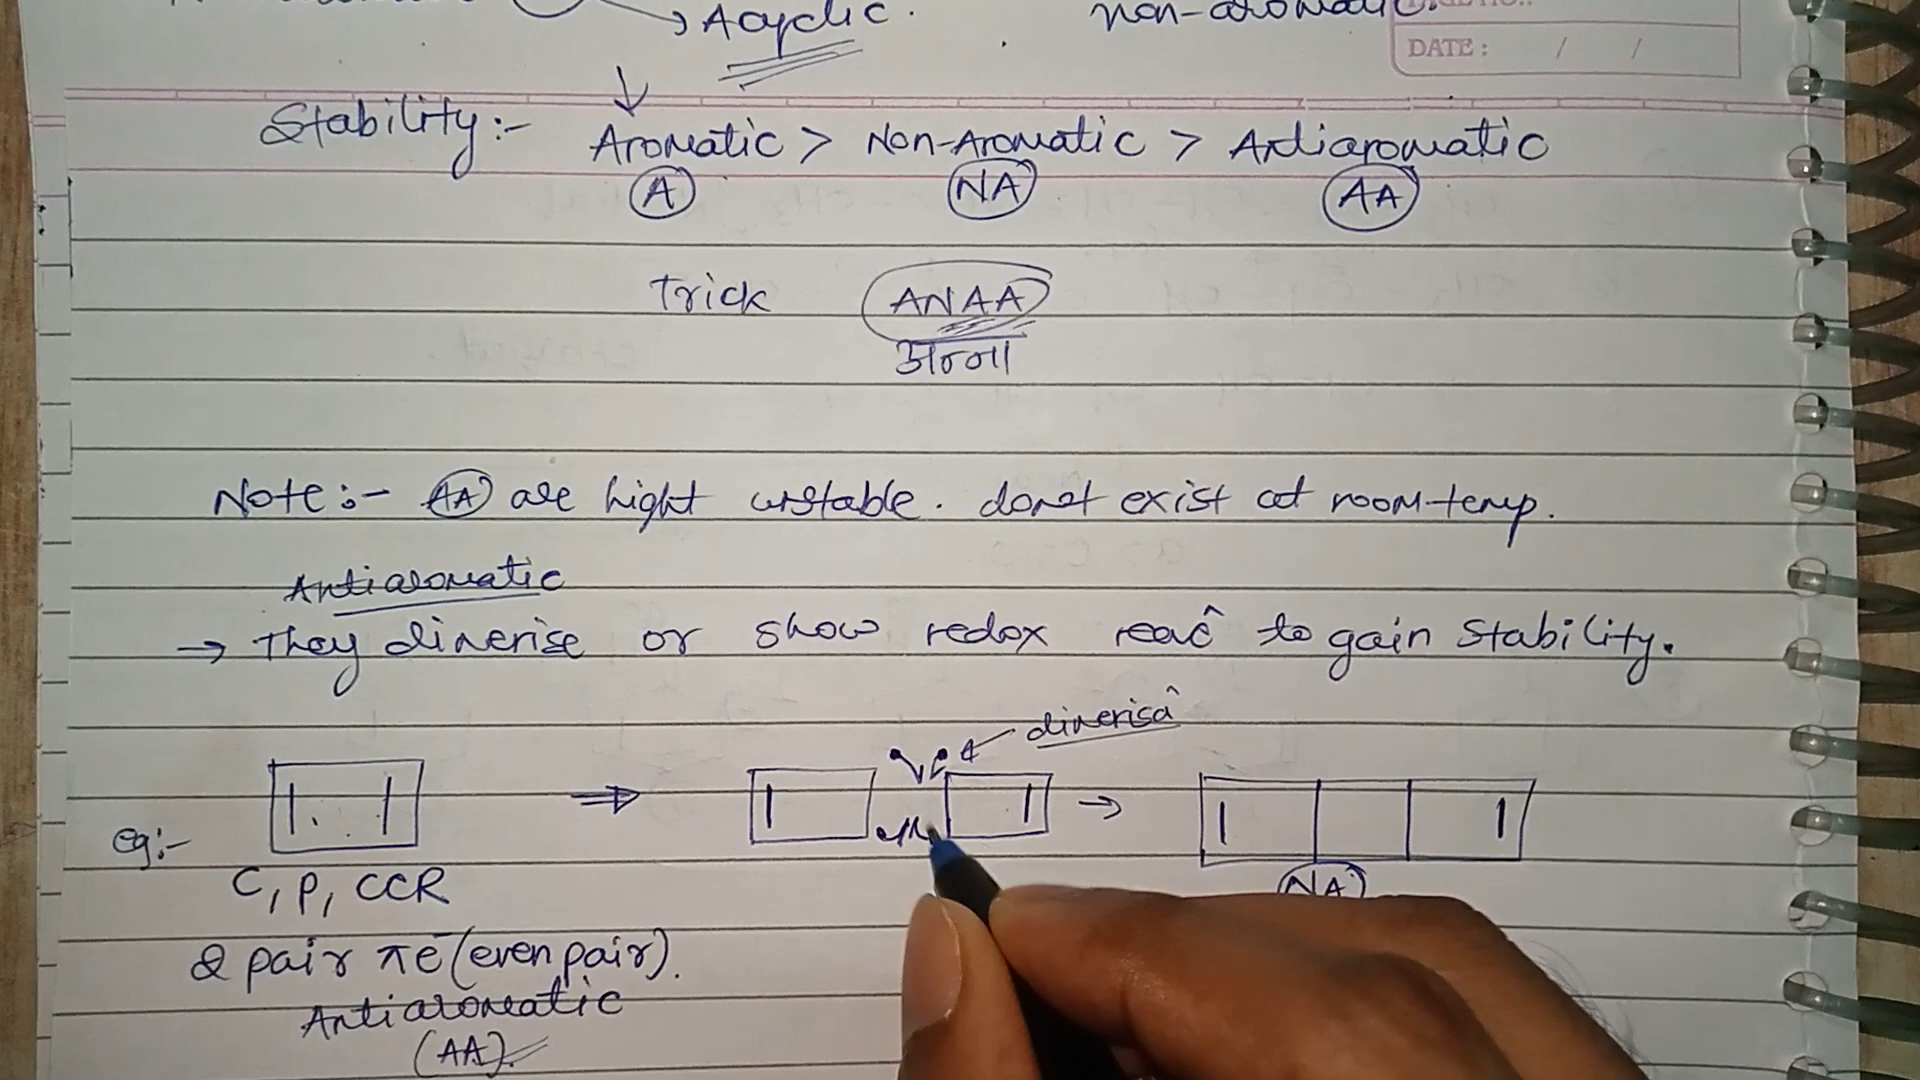 → Acyclic. non-aromatic.
DATE : / /
Stability:- Aromatic > Non-Aromatic > Antiaromatic
A NA AA
Trick ANAA
अन्ना
Note:- AA are hight unstable. donot exist at room temp.
Antiaromatic
→ They dimerise or show redox reacⁿ to gain Stability.
dimerisaⁿ
eg:- ⇒ →
C, P, CCR NA
2 pair πe⁻ (even pair).
Antiaromatic
(AA).